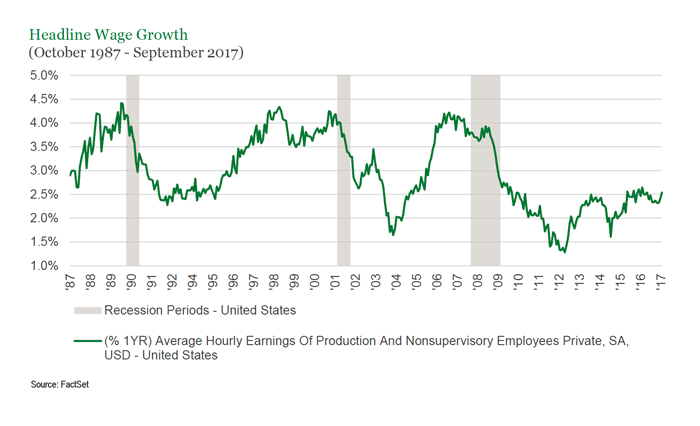 Headline Wage Growth
(October 1987 - September 2017)
5.0%
4.5%
4.0%
3.5%
3.0%
2.5%
2.0%
1.5%
1.0%
'87 '88 '89 '90 '91 '92 '94 '95 '96 '97 '98 '99 '00 '01 '02 '03 '04 '05 '06 '07 '08 '09 '10 '11 '12 '13 '14 '15 '16 '17
Recession Periods - United States
(% 1YR) Average Hourly Earnings Of Production And Nonsupervisory Employees Private, SA,
USD - United States
Source: FactSet